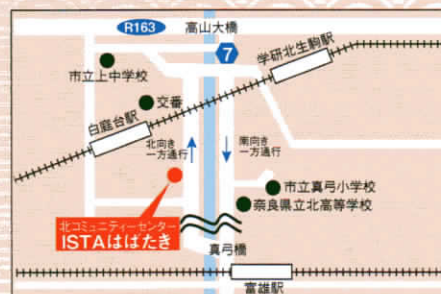 R163
高山大橋
7
学研北生駒駅
市立上中学校
交番
白庭台駅
北向き
一方通行
南向き
一方通行
市立真弓小学校
奈良県立北高等学校
北コミュニティーセンター
ISTAはばたき
真弓橋
富雄駅